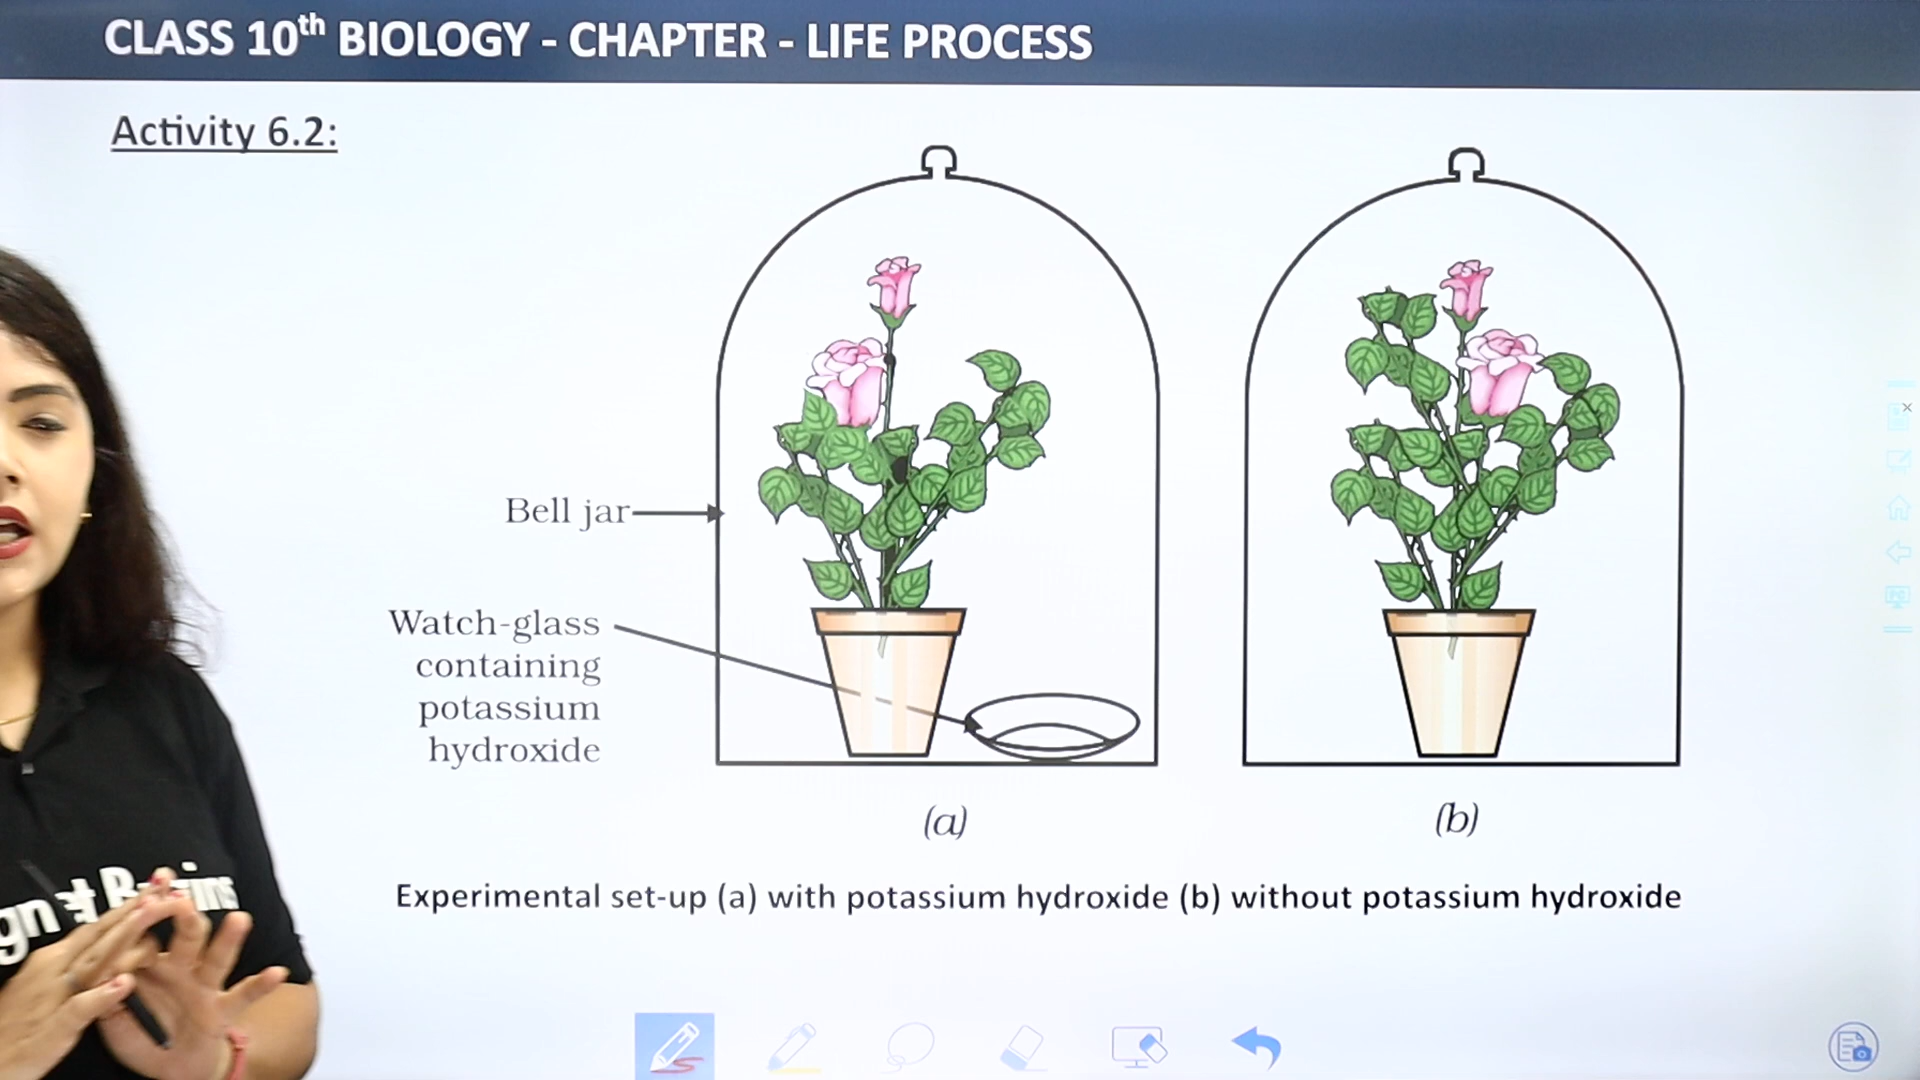 CLASS 10th BIOLOGY - CHAPTER - LIFE PROCESS
Activity 6.2:
Bell jar
Watch-glass
containing
potassium
hydroxide
(a)
(b)
Experimental set-up (a) with potassium hydroxide (b) without potassium hydroxide